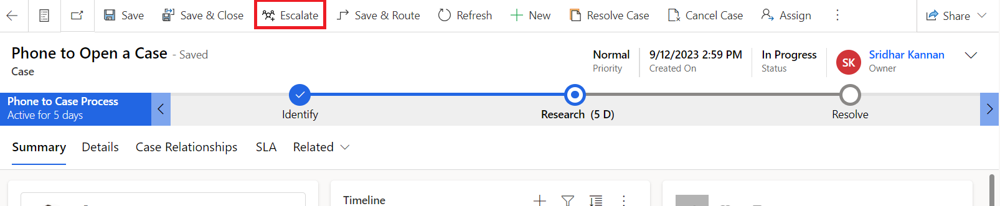 Save Save & Close Escalate Save & Route Refresh New Resolve Case Cancel Case Assign Share
Phone to Open a Case - Saved
Case
Normal 9/12/2023 2:59 PM In Progress SK Sridhar Kannan
Priority Created On Status Owner
Phone to Case Process
Active for 5 days
Identify Research (5 D) Resolve
Summary Details Case Relationships SLA Related
Timeline